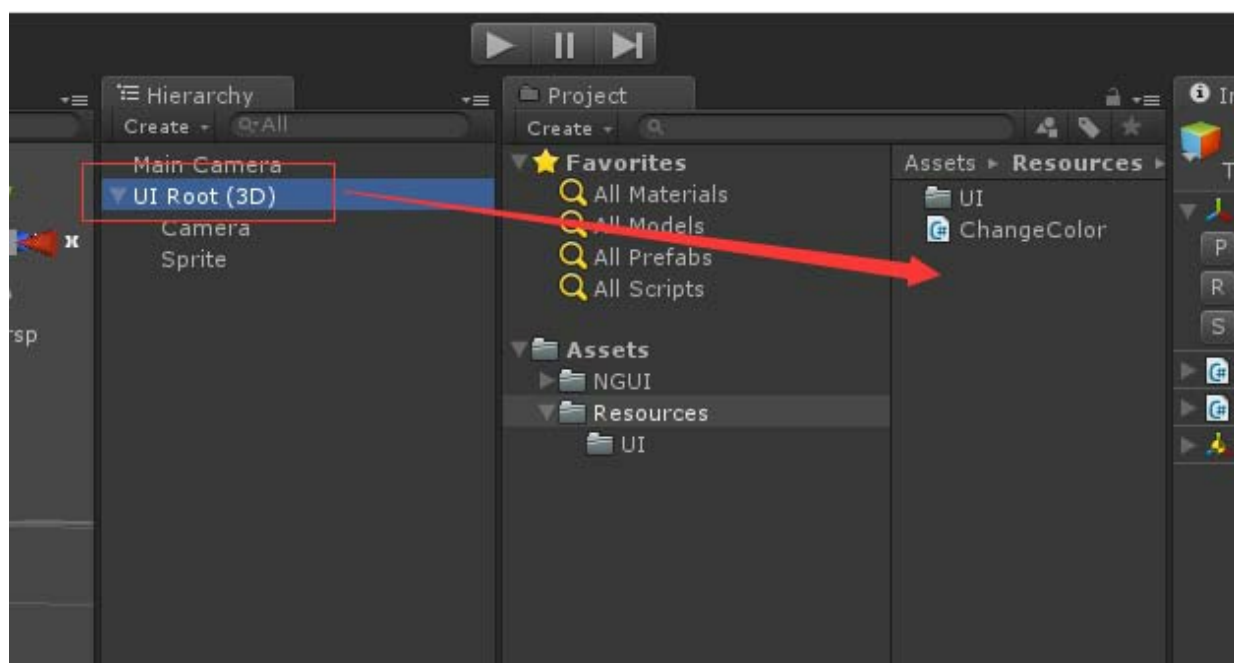 Hierarchy
Create
All
Main Camera
UI Root (3D)
Camera
Sprite
Project
Create
Favorites
All Materials
All Models
All Prefabs
All Scripts
Assets
NGUI
Resources
UI
Assets ▸ Resources ▸
UI
ChangeColor
x
P
R
S